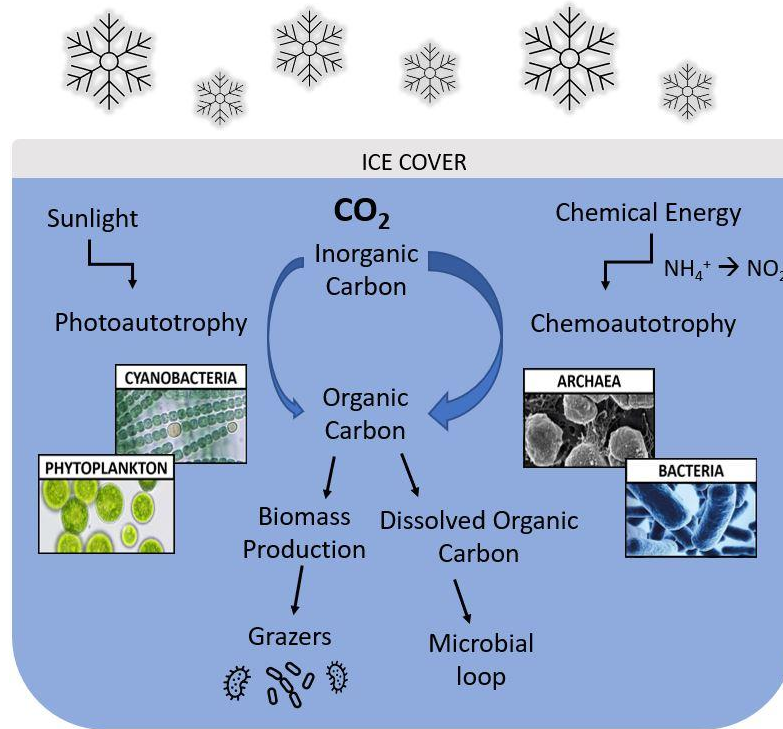 ICE COVER
Sunlight
CO₂
Chemical Energy
Inorganic
Carbon
NH₄⁺ → NO₂
Photoautotrophy
Chemoautotrophy
CYANOBACTERIA
ARCHAEA
Organic
Carbon
PHYTOPLANKTON
BACTERIA
Biomass
Production
Dissolved Organic
Carbon
Grazers
Microbial
loop